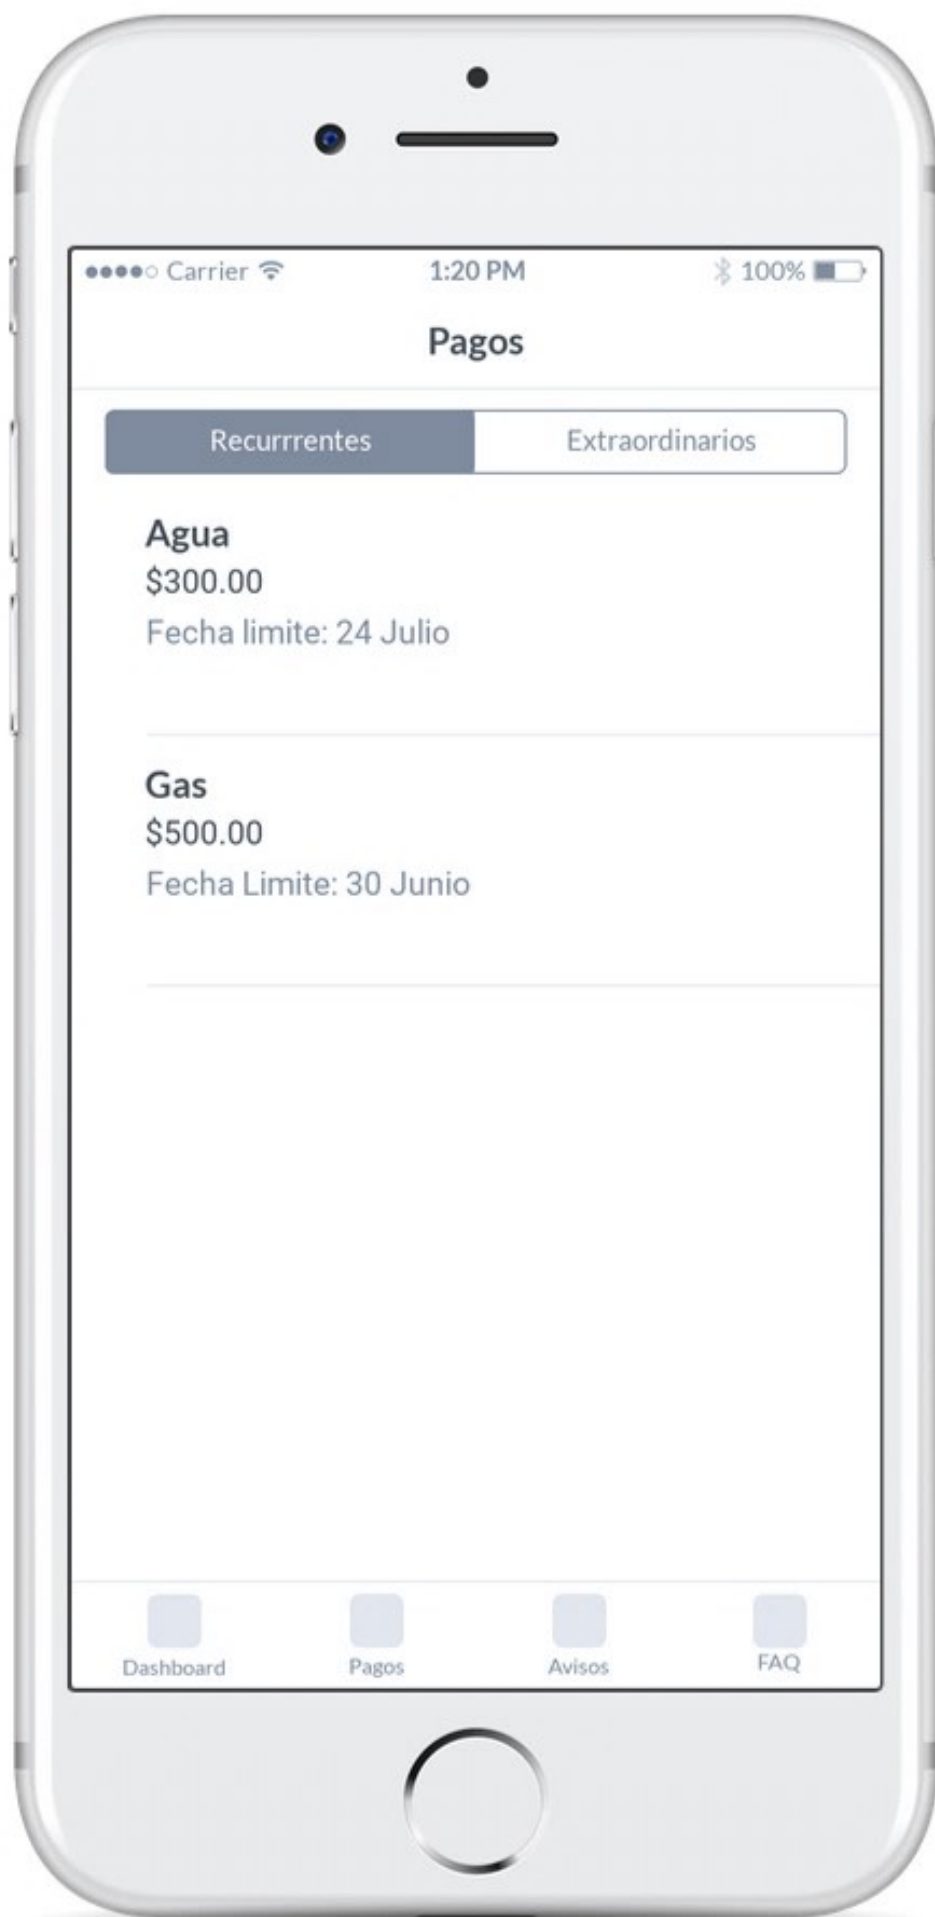 Carrier 1:20 PM 100%
Pagos
Recurrrentes Extraordinarios
Agua
$300.00
Fecha limite: 24 Julio
Gas
$500.00
Fecha Limite: 30 Junio
Dashboard Pagos Avisos FAQ